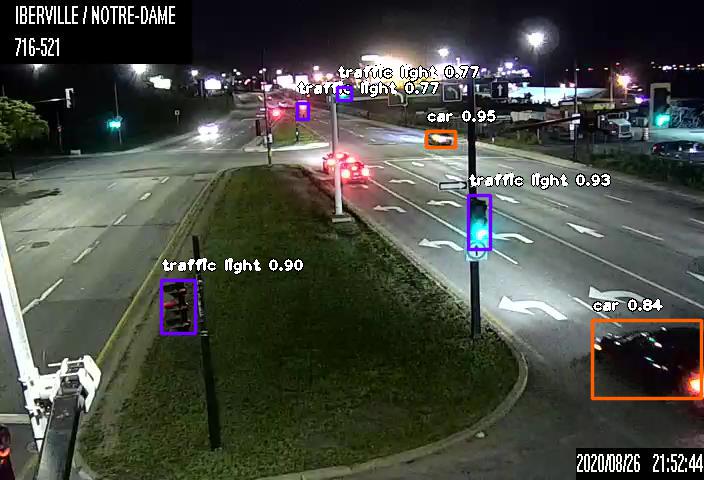 IBERVILLE / NOTRE-DAME
716-521
traffic light 0.77
traffic light 0.77
car 0.95
traffic light 0.93
traffic light 0.90
car 0.84
2020/08/26 21:52:44